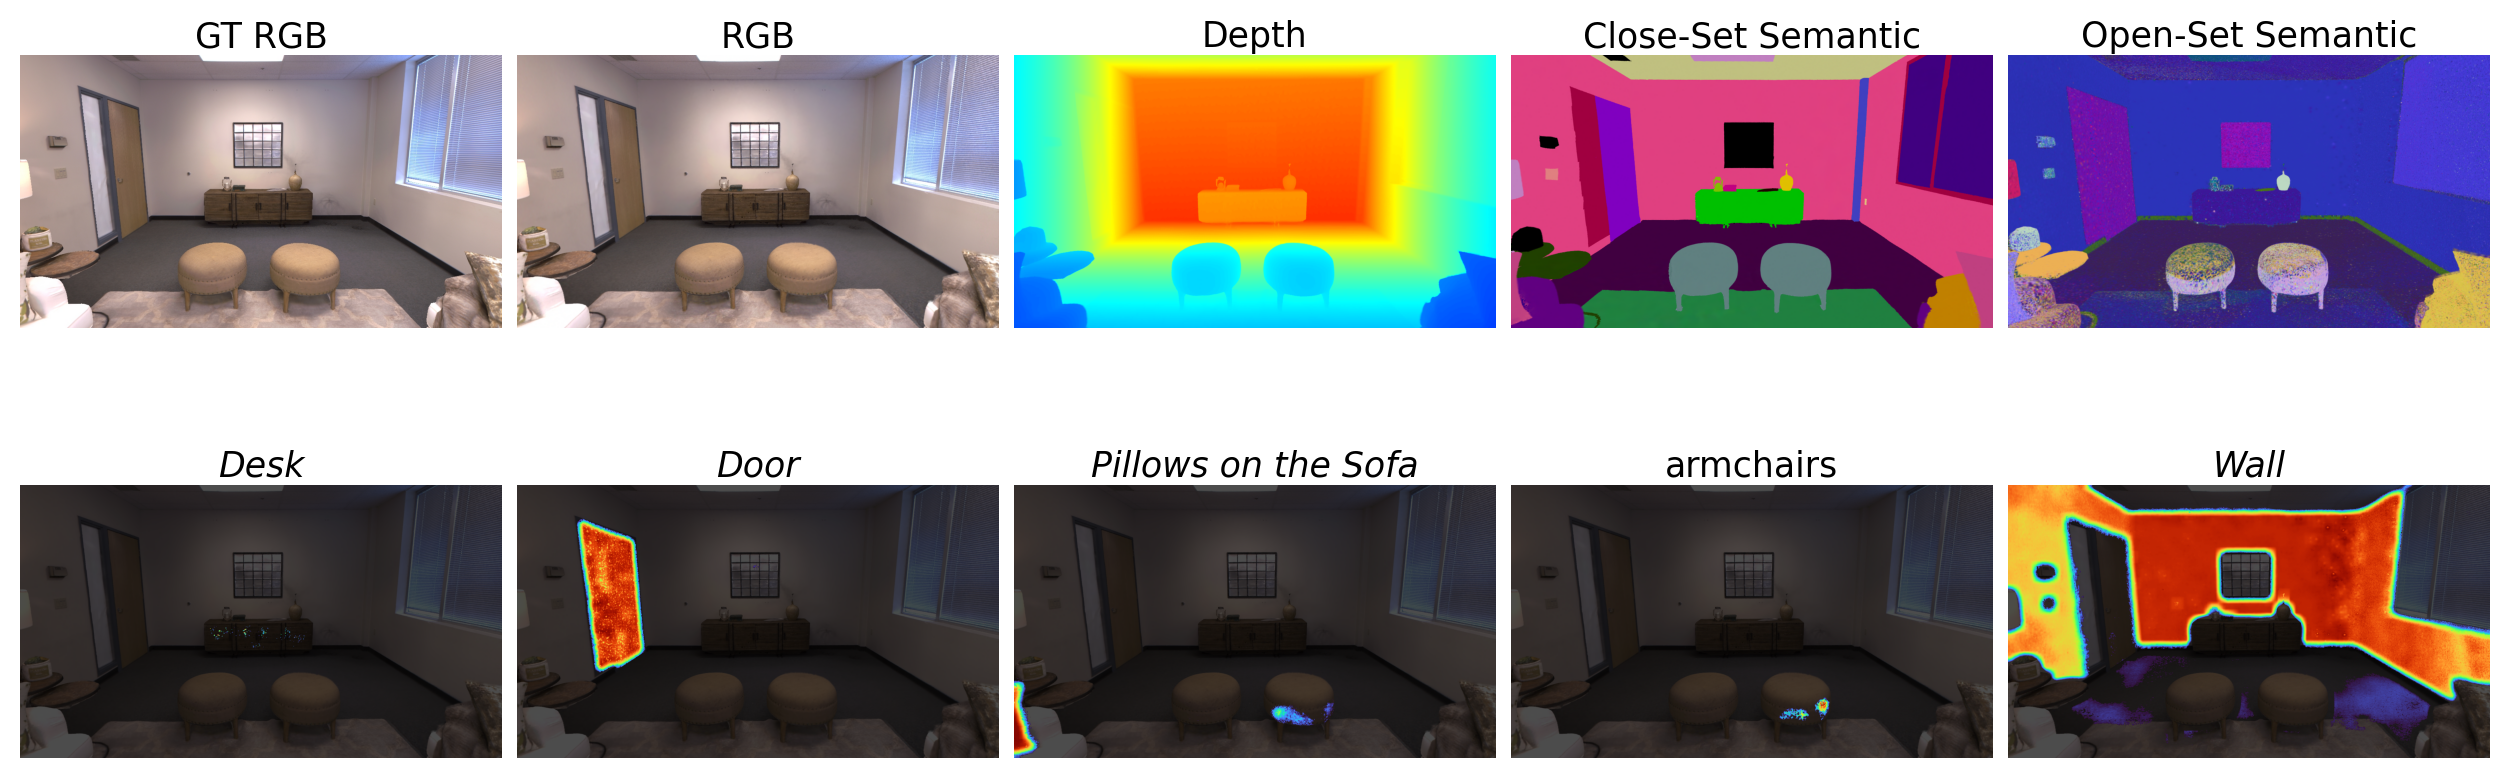 GT RGB
RGB
Depth
Close-Set Semantic
Open-Set Semantic
Desk
Door
Pillows on the Sofa
armchairs
Wall